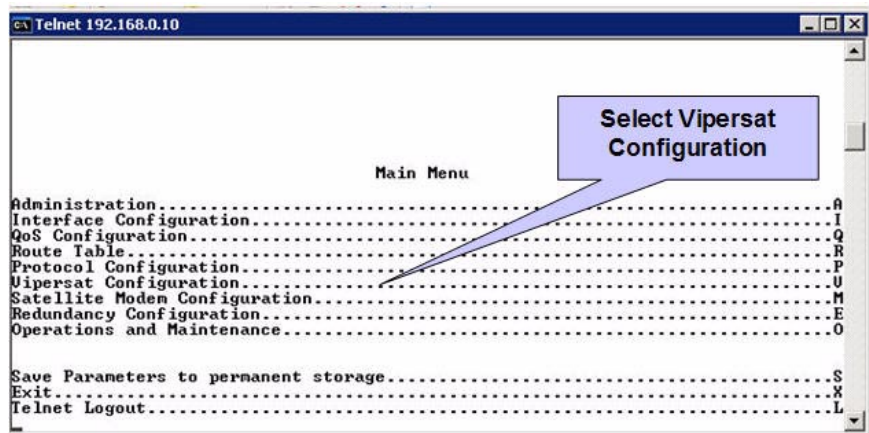 Telnet 192.168.0.10
Select Vipersat
Configuration
Main Menu
Administration...............................................................................A
Interface Configuration......................................................................I
QoS Configuration............................................................................Q
Route Table..................................................................................R
Protocol Configuration.......................................................................P
Vipersat Configuration.......................................................................V
Satellite Modem Configuration................................................................M
Redundancy Configuration.....................................................................E
Operations and Maintenance...................................................................O
Save Parameters to permanent storage.........................................................S
Exit.........................................................................................X
Telnet Logout................................................................................L